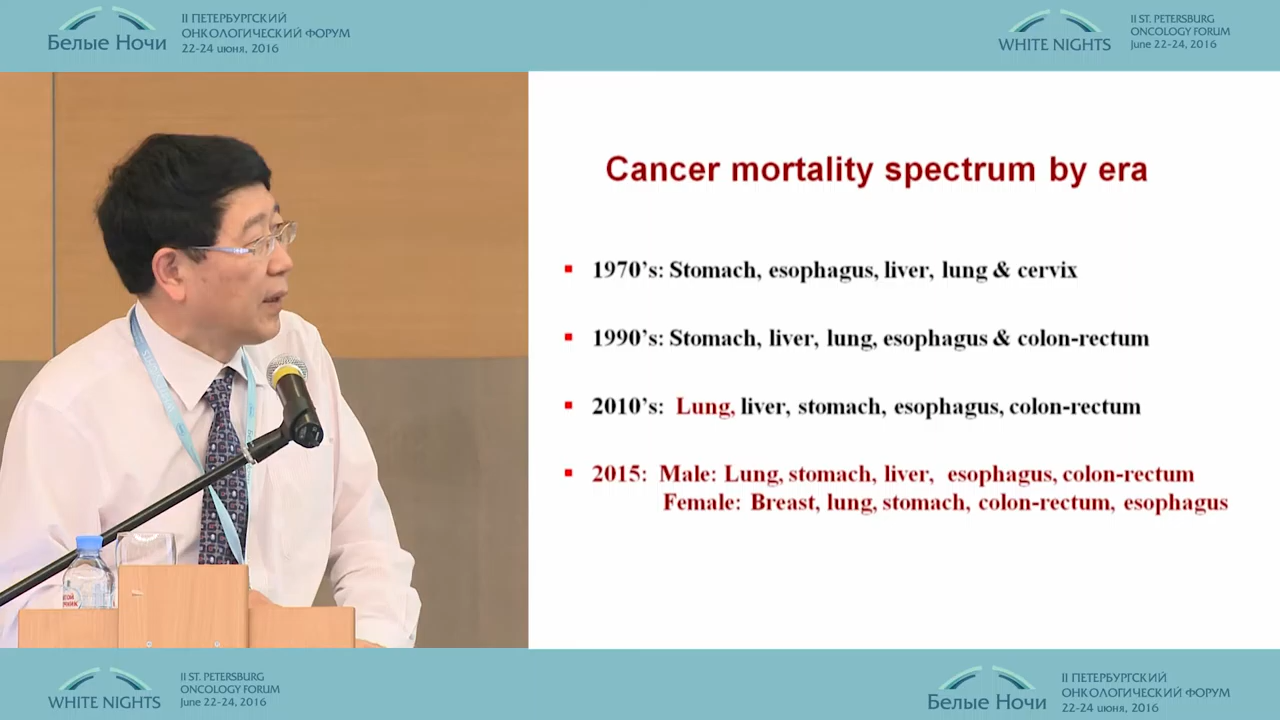 Белые Ночи
II ПЕТЕРБУРГСКИЙ
ОНКОЛОГИЧЕСКИЙ ФОРУМ
22-24 июня, 2016
WHITE NIGHTS
II ST. PETERSBURG
ONCOLOGY FORUM
June 22-24, 2016
Cancer mortality spectrum by era
▪ 1970’s: Stomach, esophagus, liver, lung & cervix
▪ 1990’s: Stomach, liver, lung, esophagus & colon-rectum
▪ 2010’s: Lung, liver, stomach, esophagus, colon-rectum
▪ 2015: Male: Lung, stomach, liver, esophagus, colon-rectum
Female: Breast, lung, stomach, colon-rectum, esophagus
WHITE NIGHTS
II ST. PETERSBURG
ONCOLOGY FORUM
June 22-24, 2016
Белые Ночи
II ПЕТЕРБУРГСКИЙ
ОНКОЛОГИЧЕСКИЙ ФОРУМ
22-24 июня, 2016